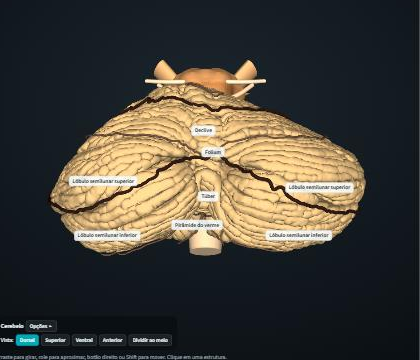 Declive
Folium
Lóbulo semilunar superior
Lóbulo semilunar superior
Túber
Pirâmide do verme
Lóbulo semilunar inferior
Lóbulo semilunar inferior
Cerebelo Opções
Vista: Dorsal Superior Ventral Anterior Dividir ao meio
raste para girar, role para aproximar, botão direito ou Shift para mover. Clique em uma estrutura.